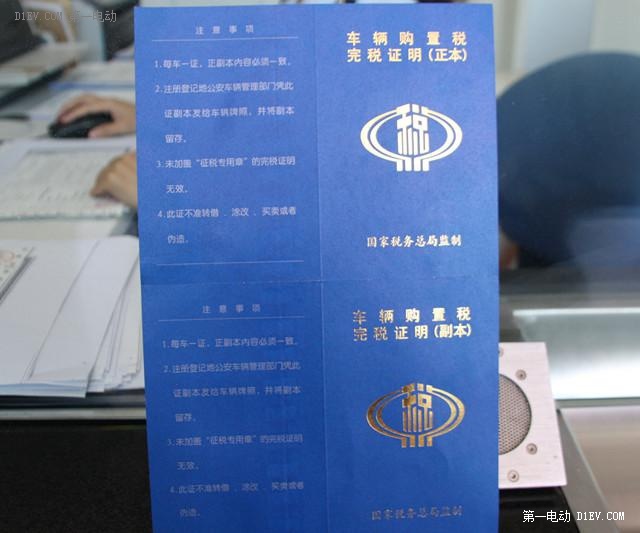 D1EV.COM 第一电动
注意事项
1.每车一证，正副本内容必须一致。
2.注册登记地公安车辆管理部门凭此
证副本发给车辆牌照，并将副本
留存。
3.未加盖“征税专用章”的完税证明
无效。
4.此证不准转借﹑涂改﹑买卖或者
伪造。
车辆购置税
完税证明(正本)
税
国家税务总局监制
注意事项
1.每车一证，正副本内容必须一致。
2.注册登记地公安车辆管理部门凭此
证副本发给车辆牌照，并将副本
留存。
3.未加盖“征税专用章”的完税证明
无效。
4.此证不准转借﹑涂改﹑买卖或者
伪造。
车辆购置税
完税证明(副本)
税
国家税务总局监制
第一电动 D1EV.COM